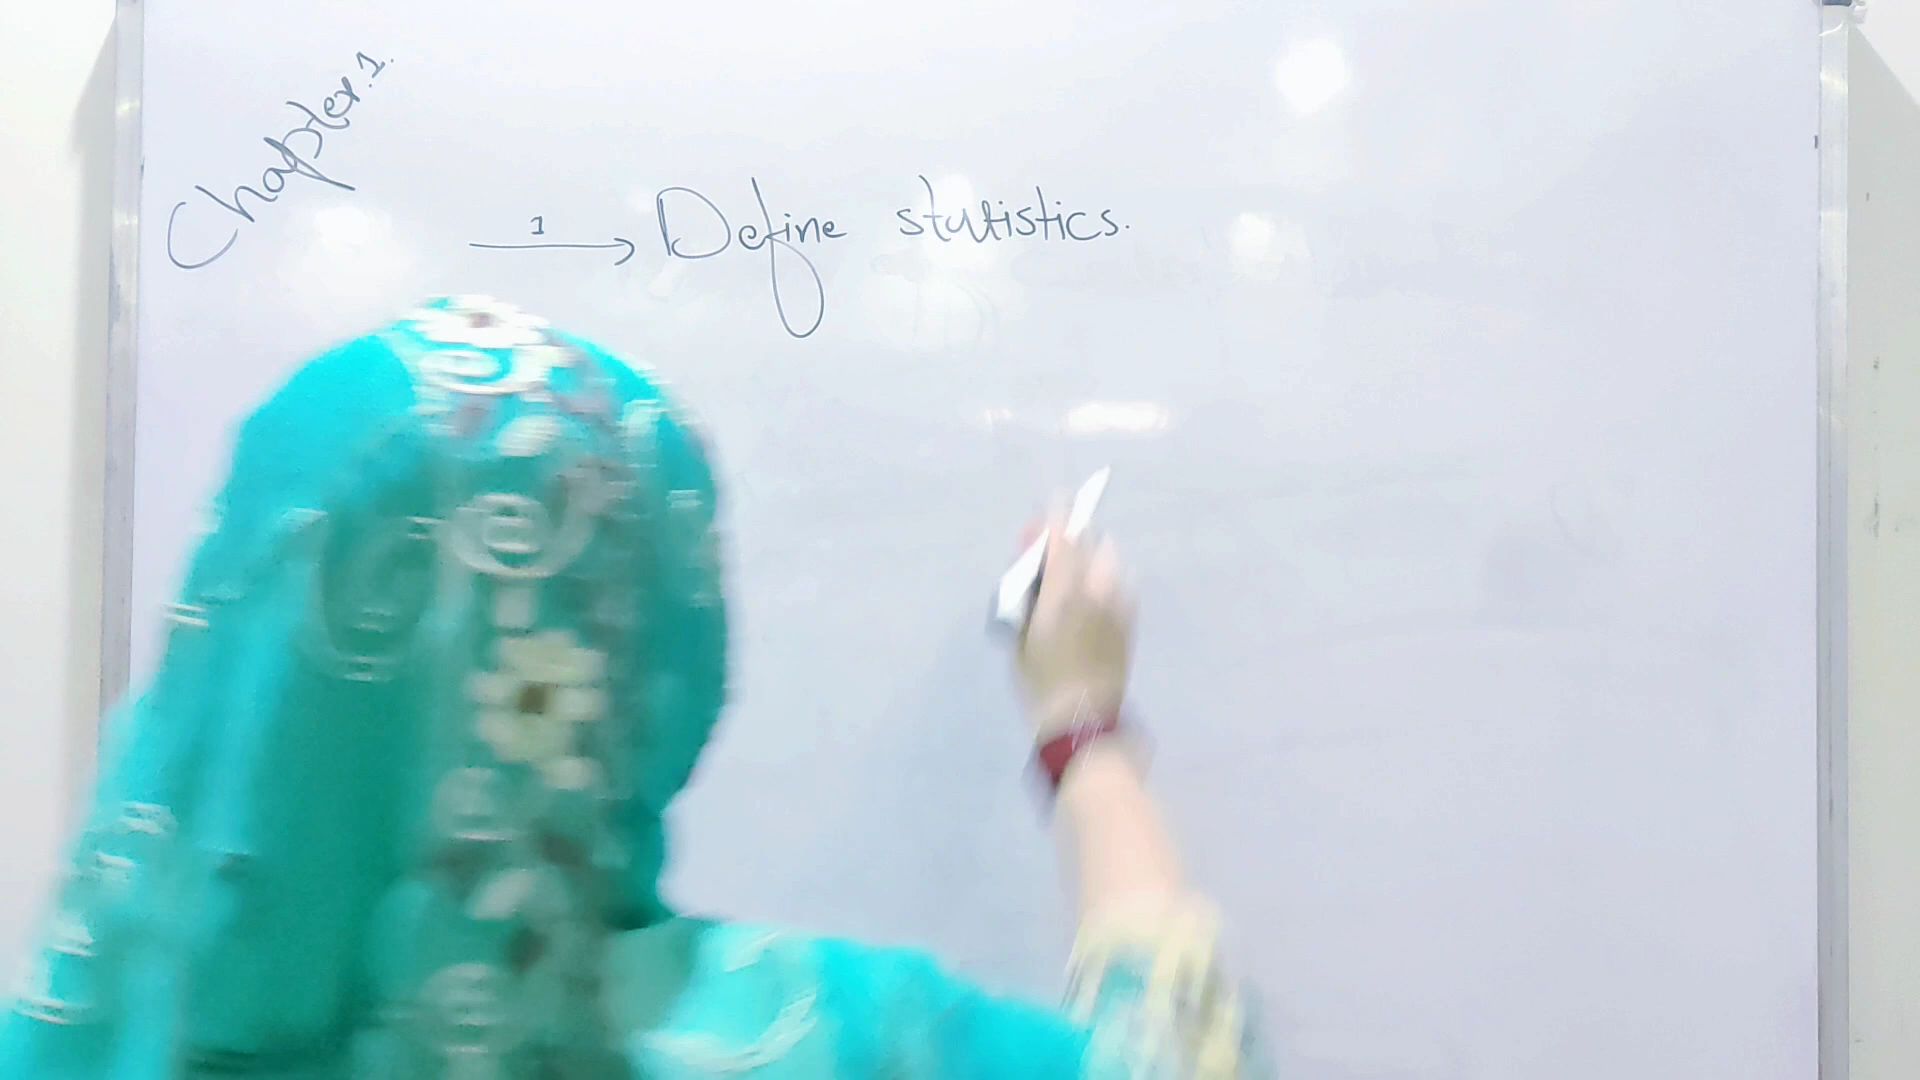 Chapter.1.
1 → Define statistics.